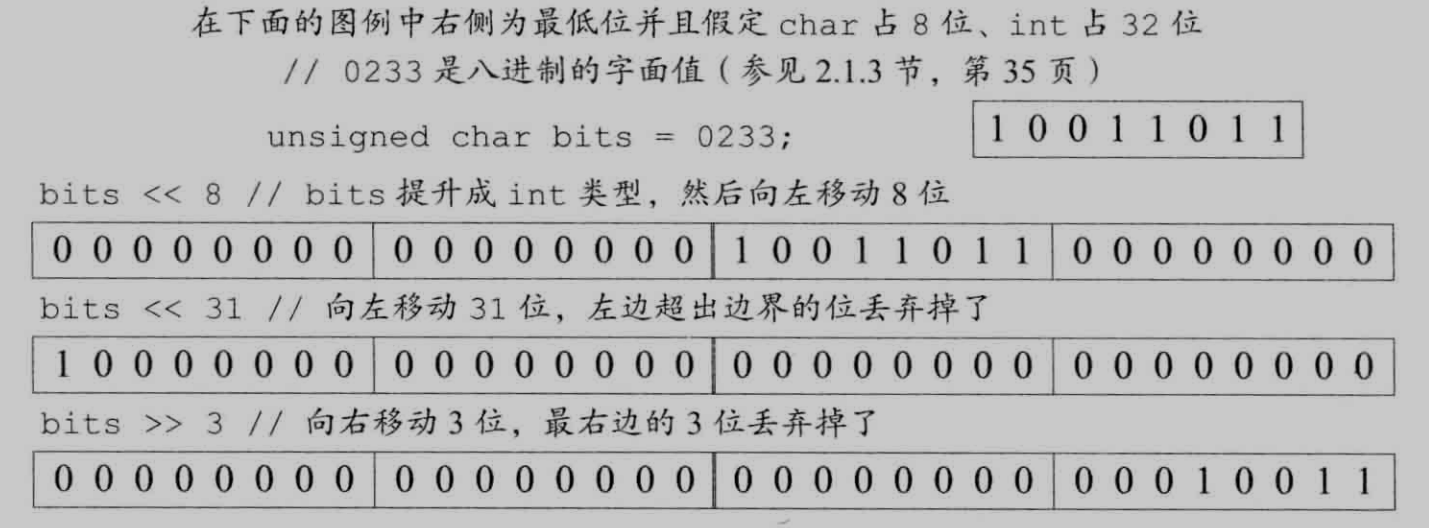 在下面的图例中右侧为最低位并且假定 char 占 8 位、int 占 32 位
// 0233 是八进制的字面值（参见 2.1.3 节，第 35 页）
unsigned char bits = 0233; 1 0 0 1 1 0 1 1
bits << 8 // bits 提升成 int 类型，然后向左移动 8 位
0 0 0 0 0 0 0 0 0 0 0 0 0 0 0 0 1 0 0 1 1 0 1 1 0 0 0 0 0 0 0 0
bits << 31 // 向左移动 31 位，左边超出边界的位丢弃掉了
1 0 0 0 0 0 0 0 0 0 0 0 0 0 0 0 0 0 0 0 0 0 0 0 0 0 0 0 0 0 0 0
bits >> 3 // 向右移动 3 位，最右边的 3 位丢弃掉了
0 0 0 0 0 0 0 0 0 0 0 0 0 0 0 0 0 0 0 0 0 0 0 0 0 0 0 1 0 0 1 1